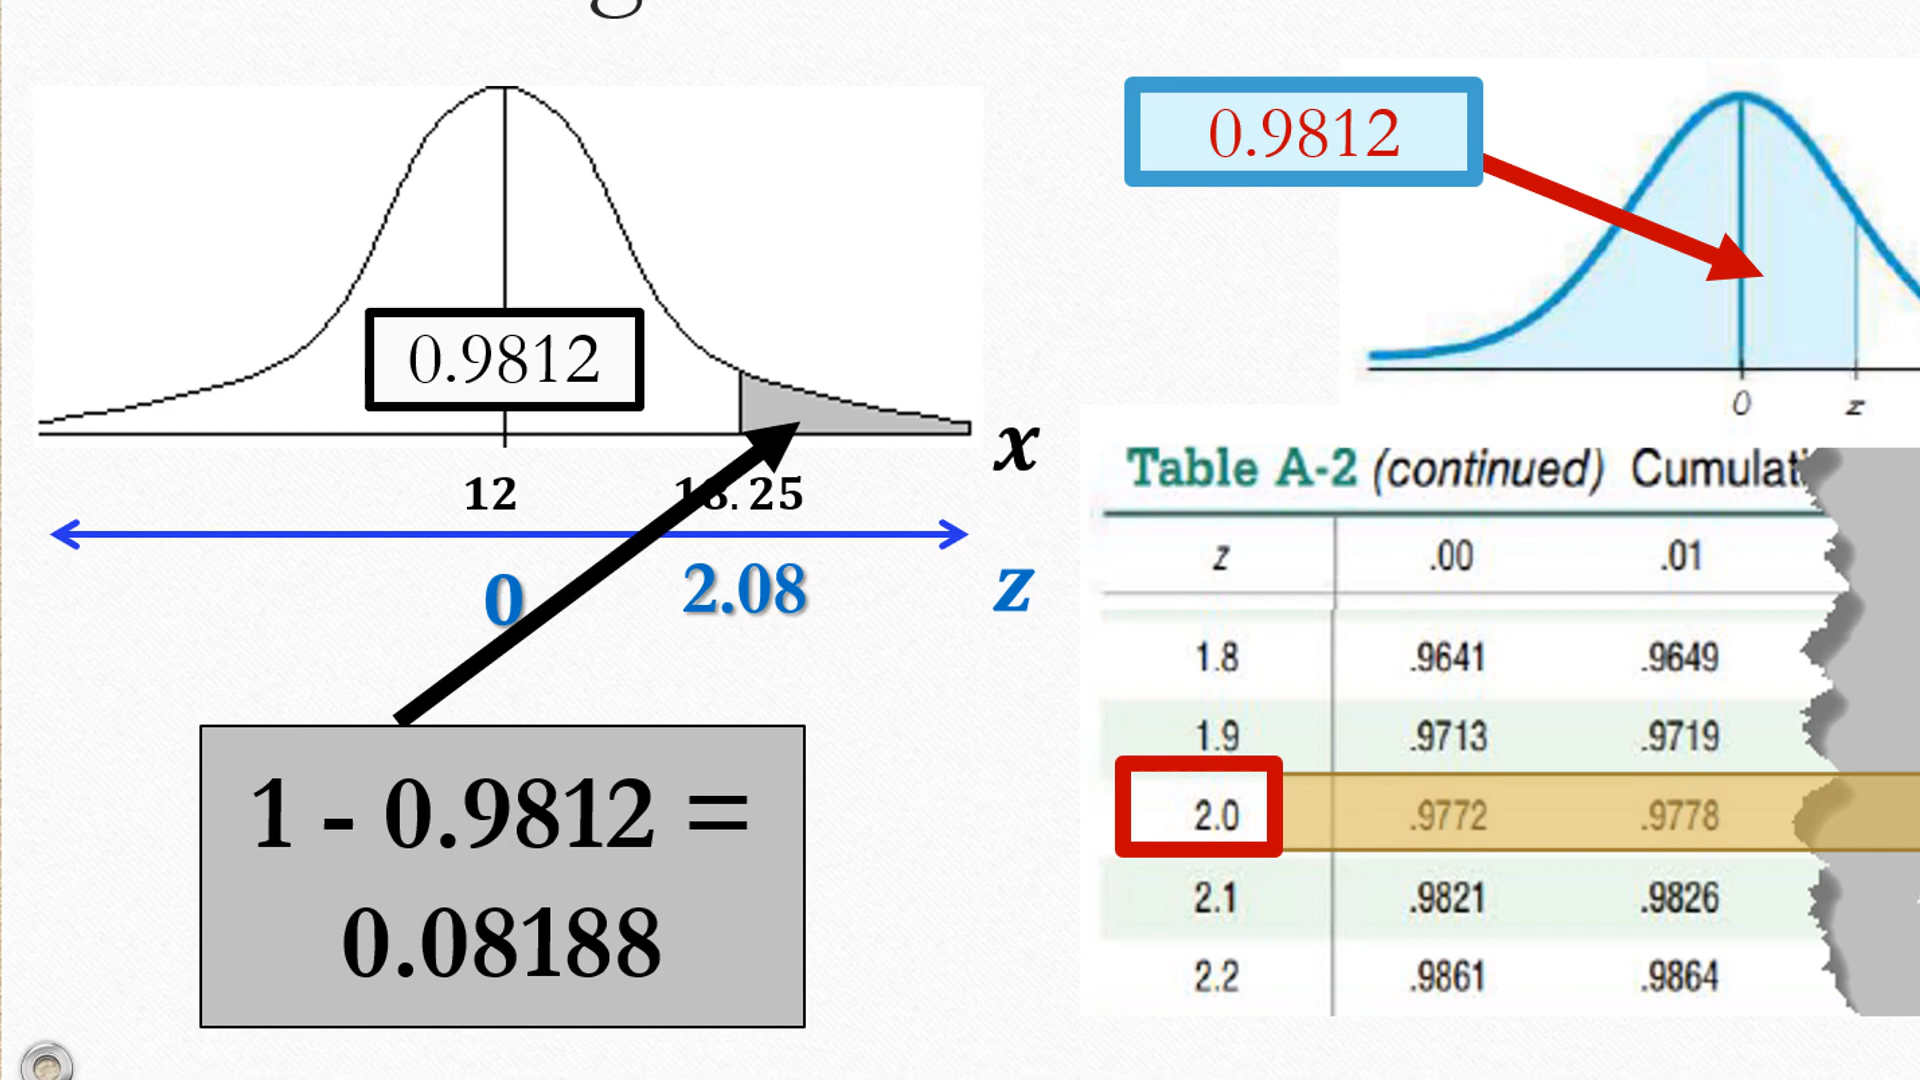 0.9812
x
12
.25
0
2.08
z
1 - 0.9812 =
0.08188
0.9812
0 z
Table A-2 (continued)
z .00 .01
1.8 .9641 .9649
1.9 .9713 .9719
2.0 .9772 .9778
2.1 .9821 .9826
2.2 .9861 .9864